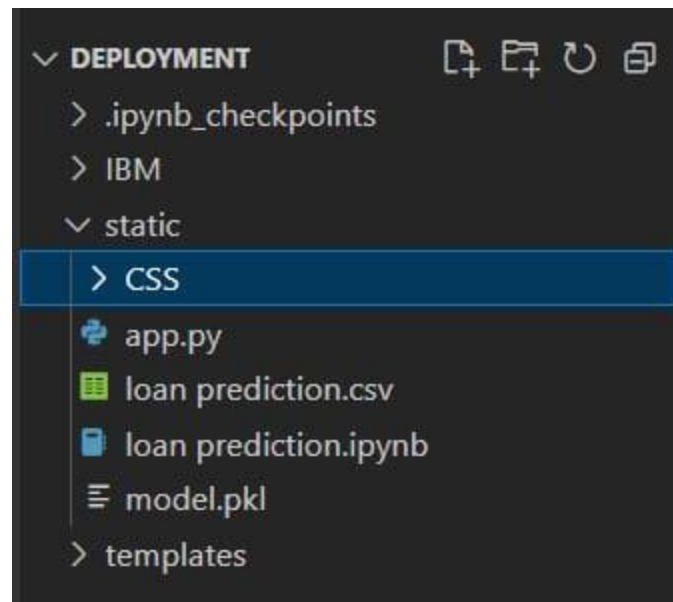 DEPLOYMENT
.ipynb_checkpoints
IBM
static
CSS
app.py
loan prediction.csv
loan prediction.ipynb
model.pkl
templates